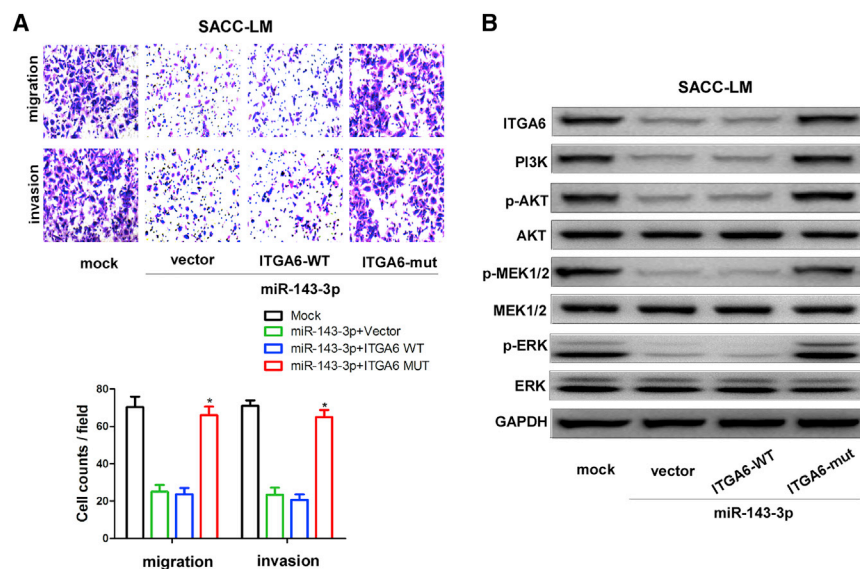 A
SACC-LM
migration
invasion
mock
vector
ITGA6-WT
ITGA6-mut
miR-143-3p
Mock
miR-143-3p+Vector
miR-143-3p+ITGA6 WT
miR-143-3p+ITGA6 MUT
Cell counts / field
80
60
40
20
0
*
*
migration
invasion
B
SACC-LM
ITGA6
PI3K
p-AKT
AKT
p-MEK1/2
MEK1/2
p-ERK
ERK
GAPDH
mock
vector
ITGA6-WT
ITGA6-mut
miR-143-3p